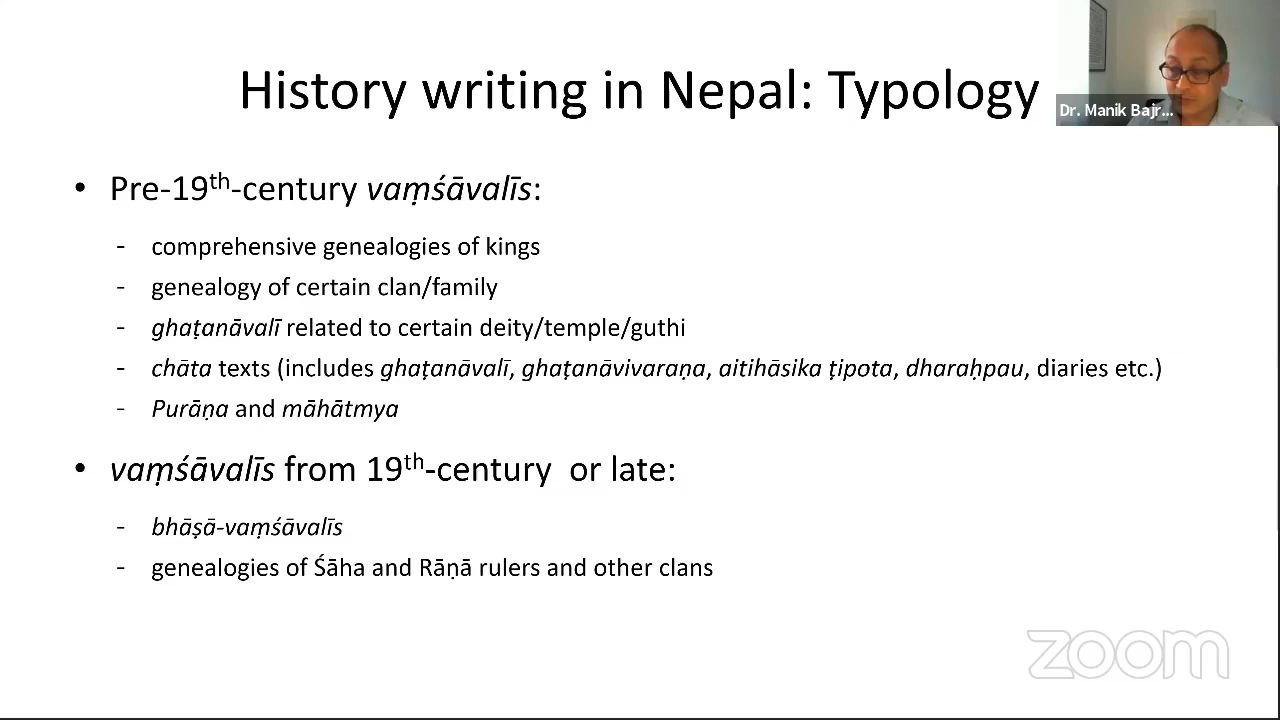 History writing in Nepal: Typology
Dr. Manik Bajr...
• Pre-19th-century vaṃśāvalīs:
- comprehensive genealogies of kings
- genealogy of certain clan/family
- ghaṭanāvalī related to certain deity/temple/guthi
- chāta texts (includes ghaṭanāvalī, ghaṭanāvivaraṇa, aitihāsika ṭipota, dharaḥpau, diaries etc.)
- Purāṇa and māhātmya
• vaṃśāvalīs from 19th-century or late:
- bhāṣā-vaṃśāvalīs
- genealogies of Śāha and Rāṇā rulers and other clans
zoom